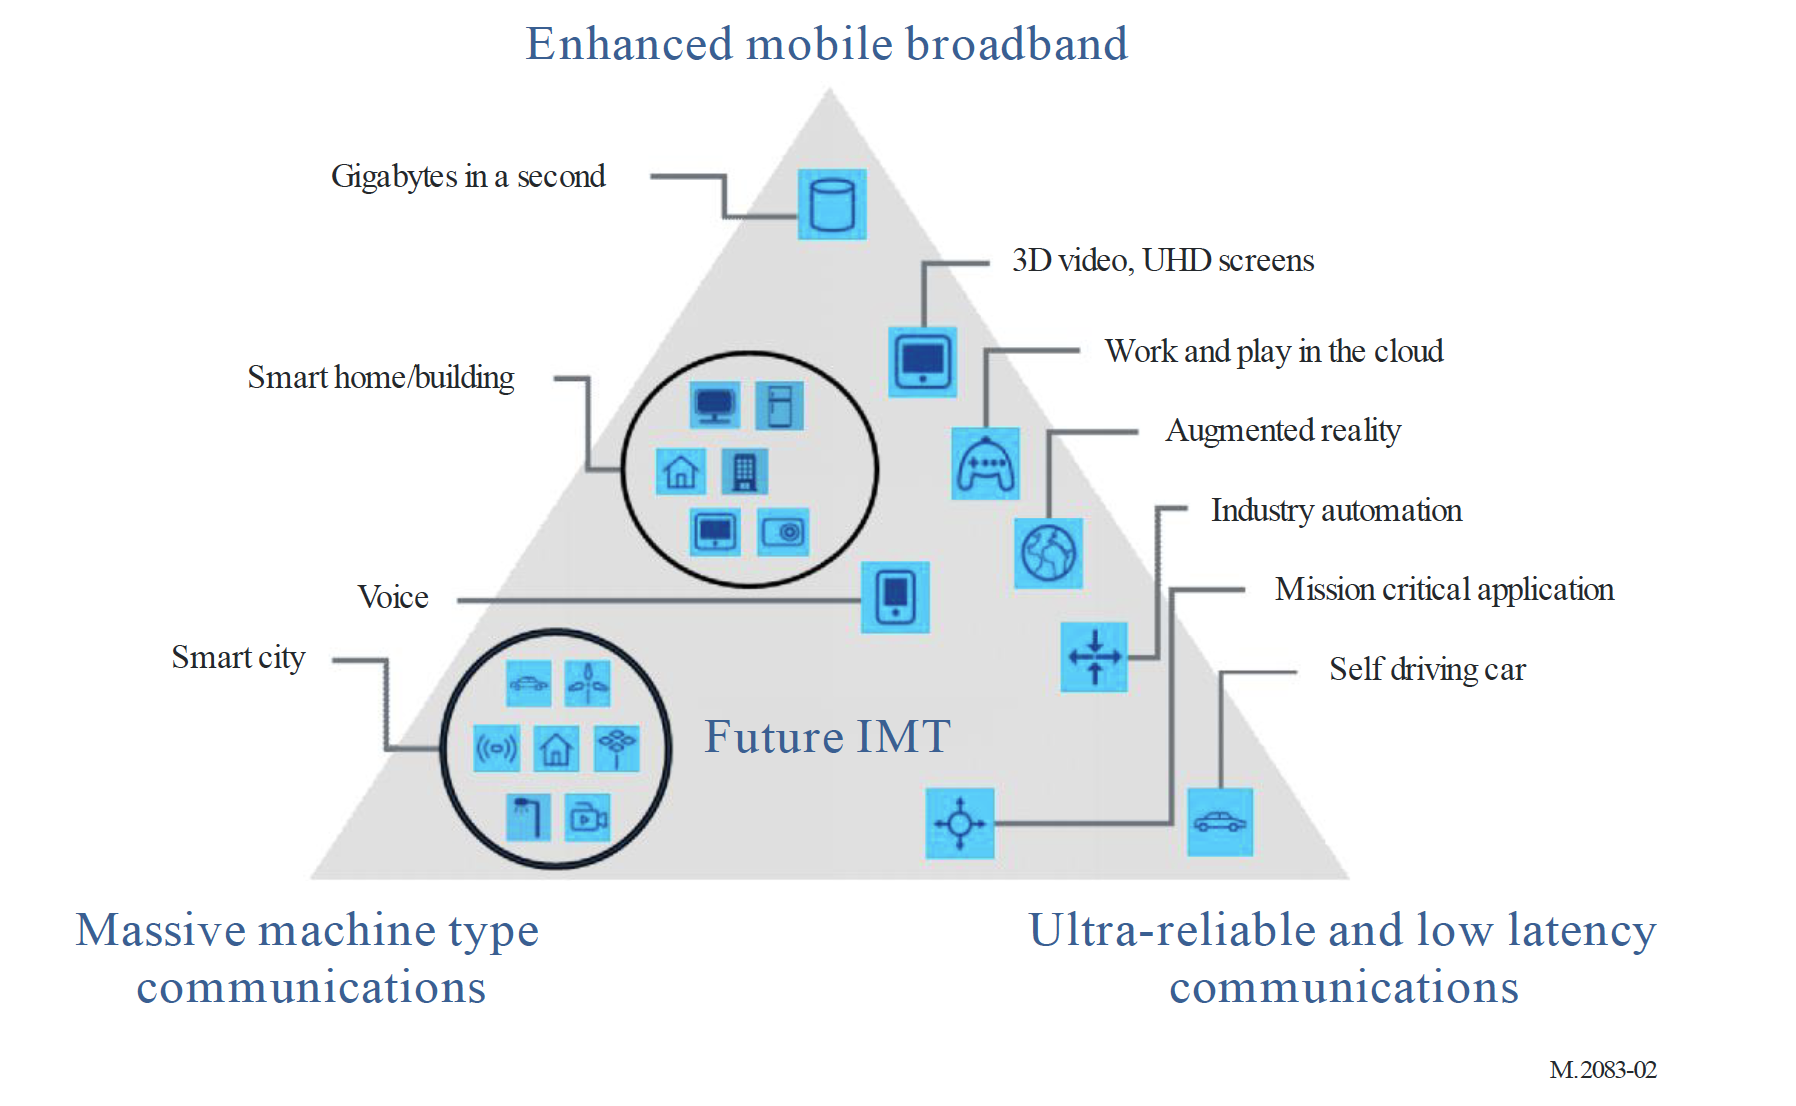 Enhanced mobile broadband
Gigabytes in a second
3D video, UHD screens
Work and play in the cloud
Smart home/building
Augmented reality
Industry automation
Mission critical application
Voice
Smart city
Self driving car
Future IMT
Massive machine type
communications
Ultra-reliable and low latency
communications
M.2083-02